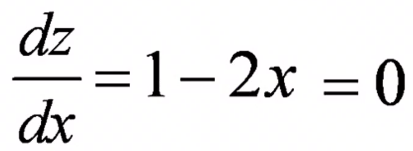 dz/dx = 1 − 2x = 0